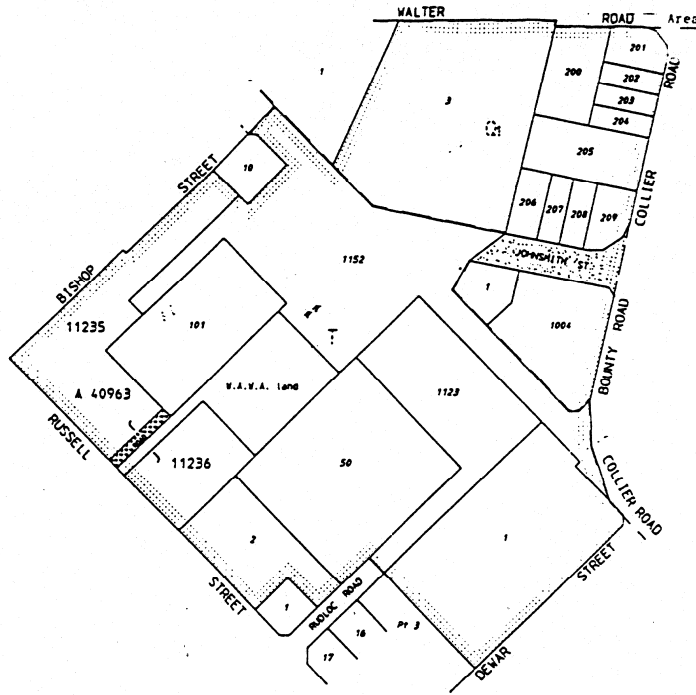 WALTER ROAD Area
1
3
200
201
202
203
204
ROAD
205
206
207
208
209
COLLIER
JOHNSMITH ST
10
STREET
BISHOP
1152
1
1004
BOUNTY ROAD
11235
101
A 40963
W.A.W.A. land
1123
RUSSELL
11236
50
COLLIER ROAD
2
1
STREET
STREET
1
RUDLOC ROAD
16
Pt 3
17
DEWAR